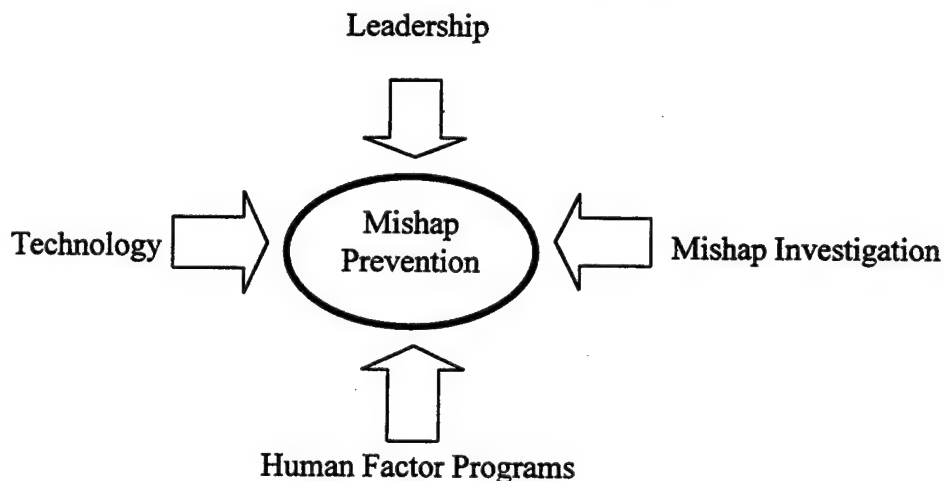 Leadership
Technology
Mishap
Prevention
Mishap Investigation
Human Factor Programs